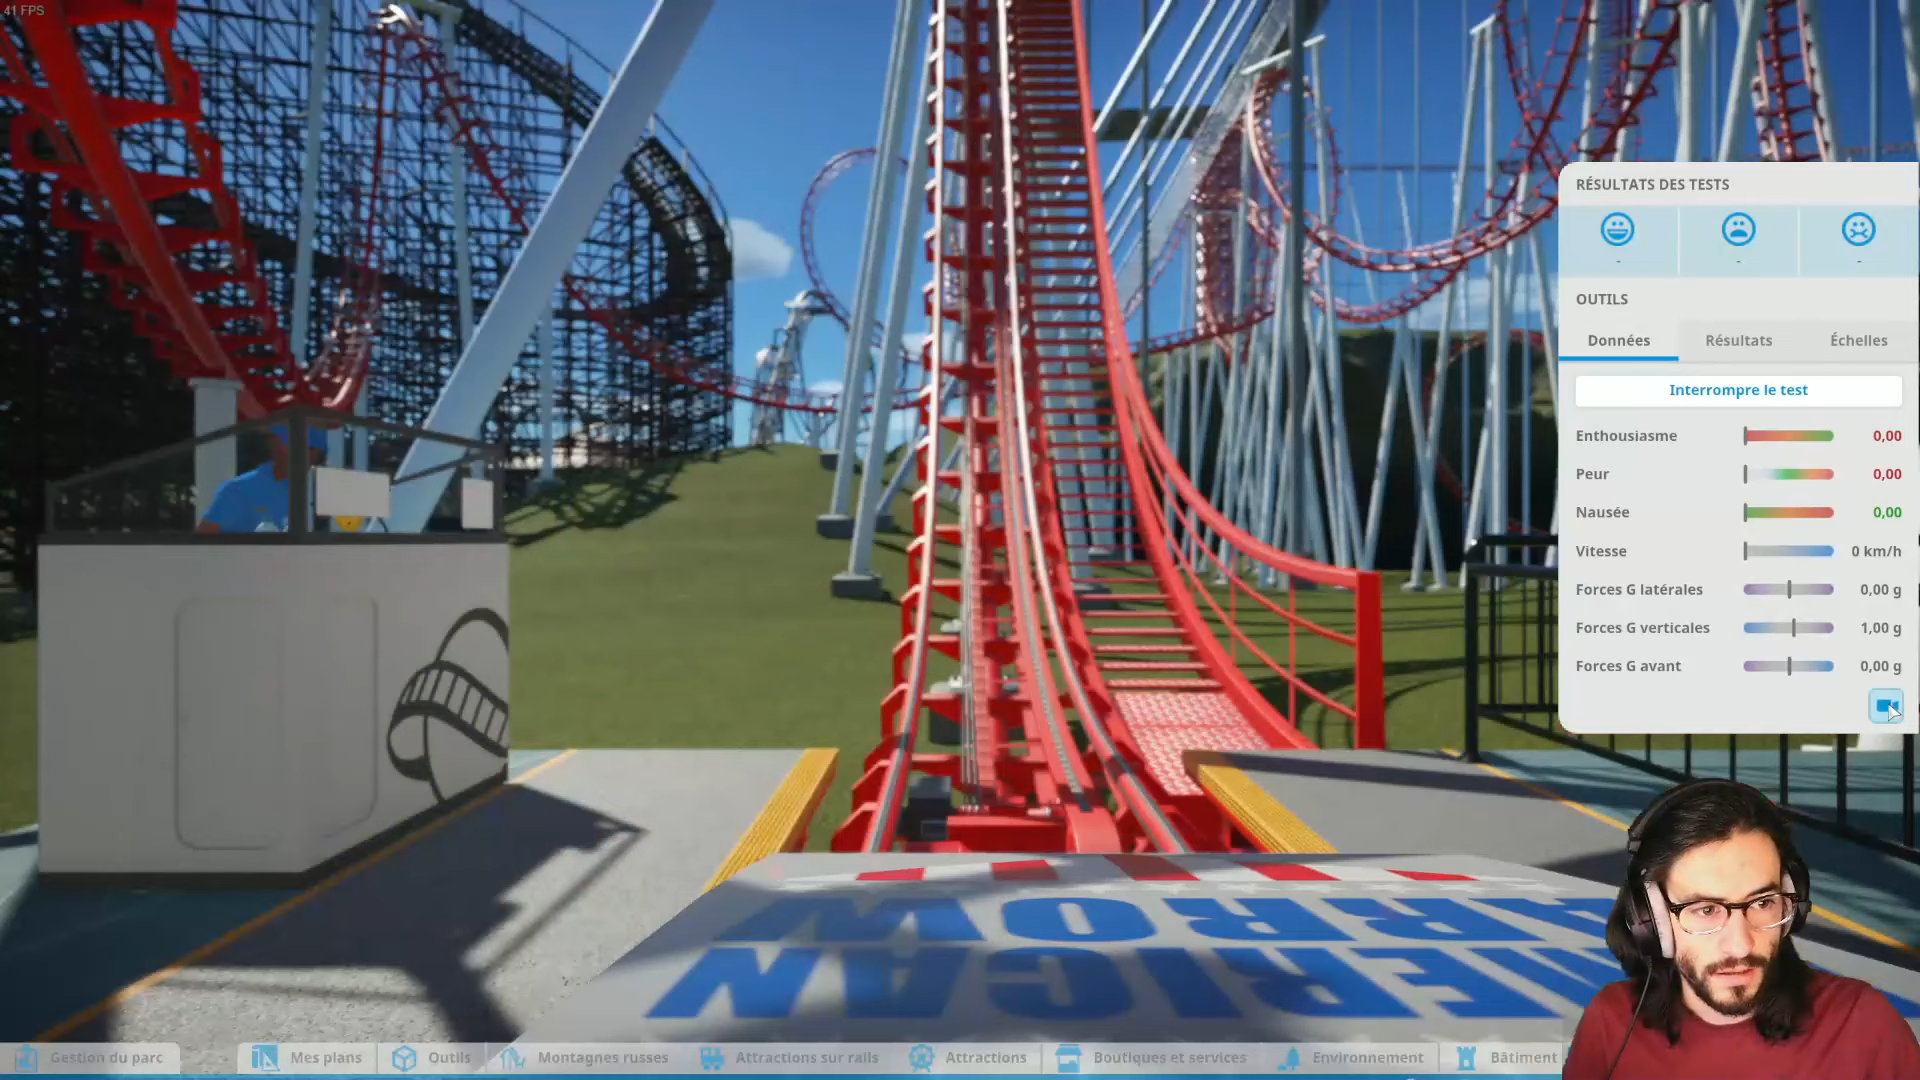 41 FPS
RÉSULTATS DES TESTS
- - -
OUTILS
Données Résultats Échelles
Interrompre le test
Enthousiasme 0,00
Peur 0,00
Nausée 0,00
Vitesse 0 km/h
Forces G latérales 0,00 g
Forces G verticales 1,00 g
Forces G avant 0,00 g
ARROW
AMERICAN
Gestion du parc Mes plans Outils Montagnes russes Attractions sur rails Attractions Boutiques et services Environnement Bâtiment